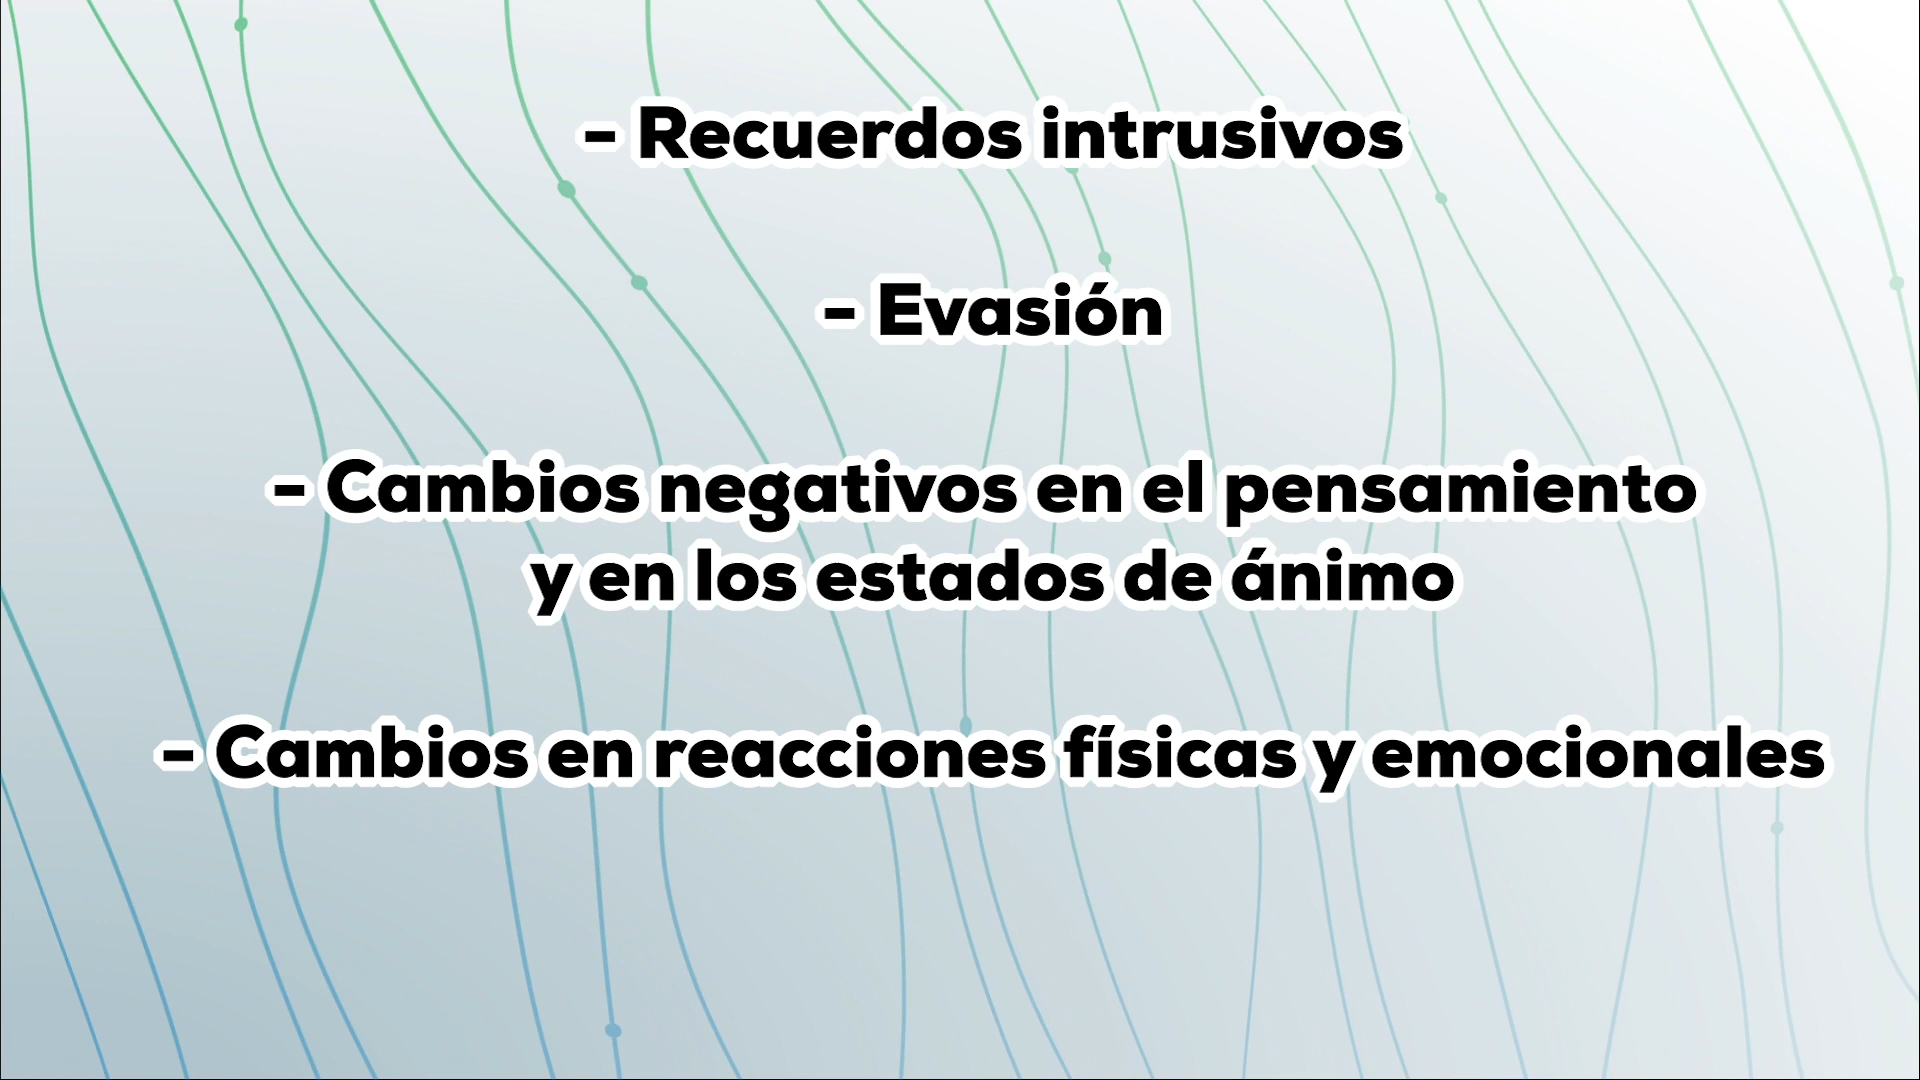 - Recuerdos intrusivos
- Evasión
- Cambios negativos en el pensamiento
y en los estados de ánimo
- Cambios en reacciones físicas y emocionales